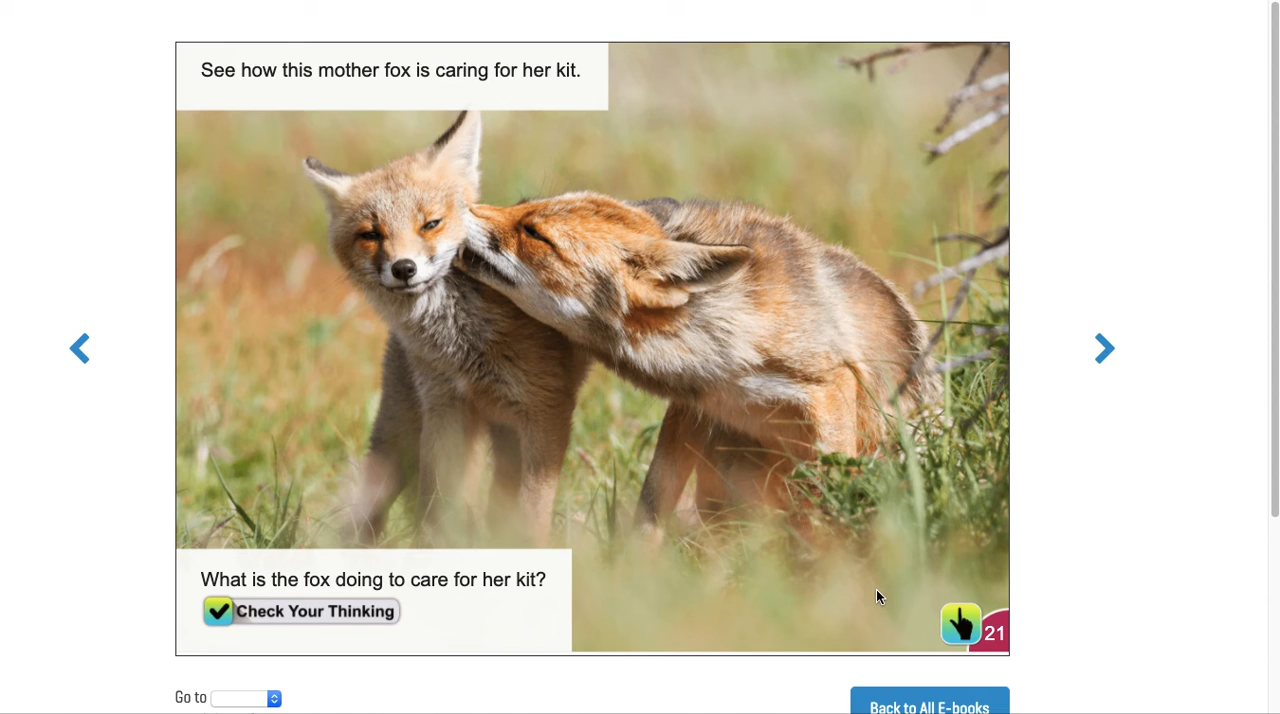 See how this mother fox is caring for her kit.
What is the fox doing to care for her kit?
Check Your Thinking
21
Go to
Back to All E-books